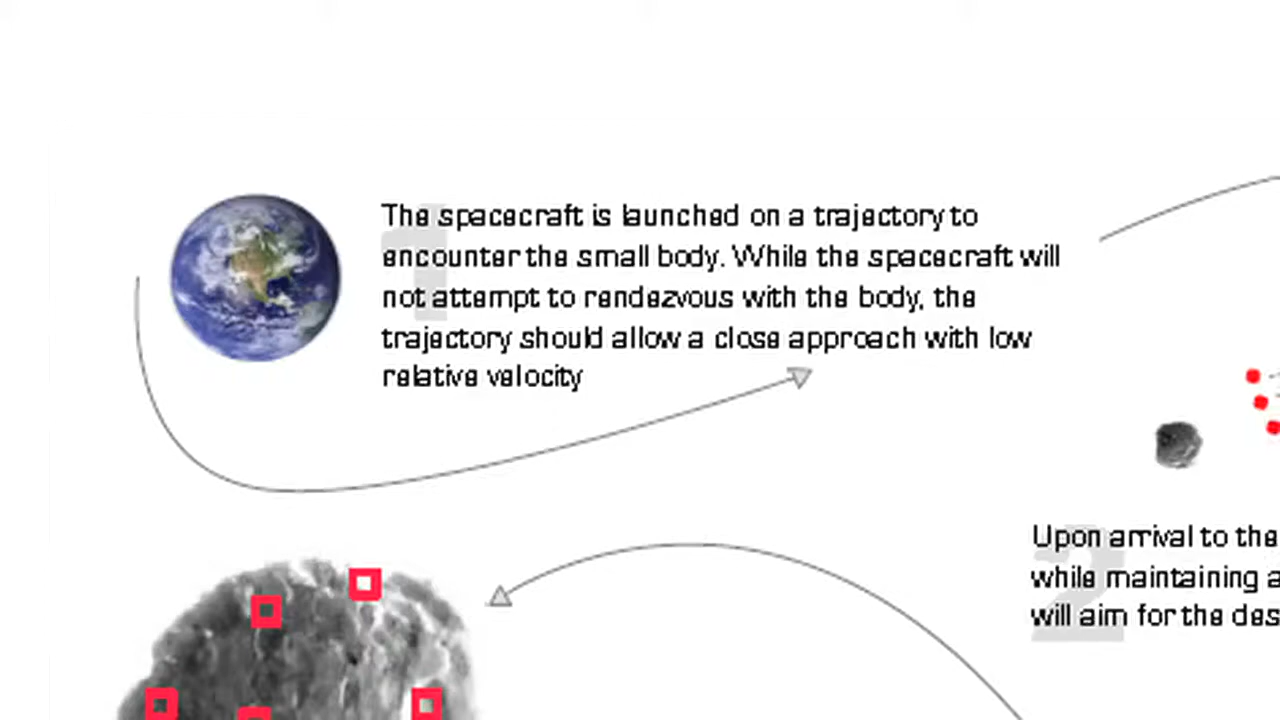 1
The spacecraft is launched on a trajectory to
encounter the small body. While the spacecraft will
not attempt to rendezvous with the body, the
trajectory should allow a close approach with low
relative velocity
2
Upon arrival to the
while maintaining a
will aim for the des